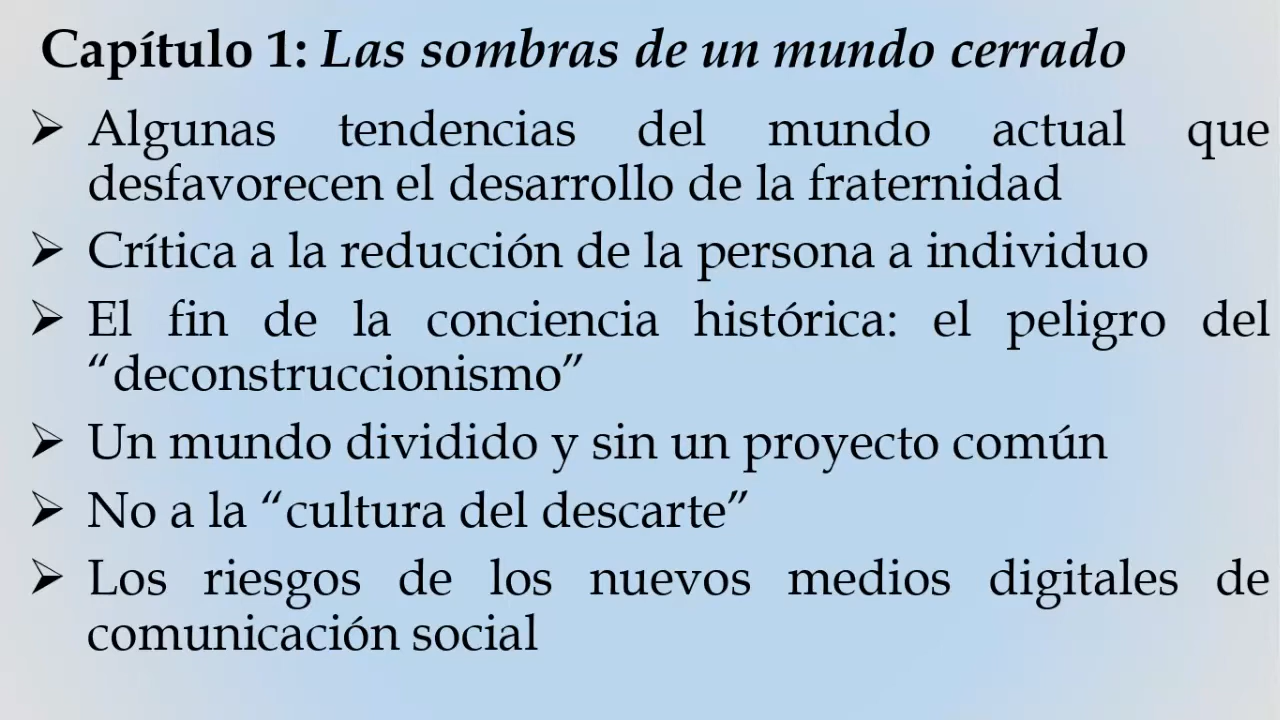 Capítulo 1: Las sombras de un mundo cerrado
➢ Algunas tendencias del mundo actual que
desfavorecen el desarrollo de la fraternidad
➢ Crítica a la reducción de la persona a individuo
➢ El fin de la conciencia histórica: el peligro del
“deconstruccionismo”
➢ Un mundo dividido y sin un proyecto común
➢ No a la “cultura del descarte”
➢ Los riesgos de los nuevos medios digitales de
comunicación social